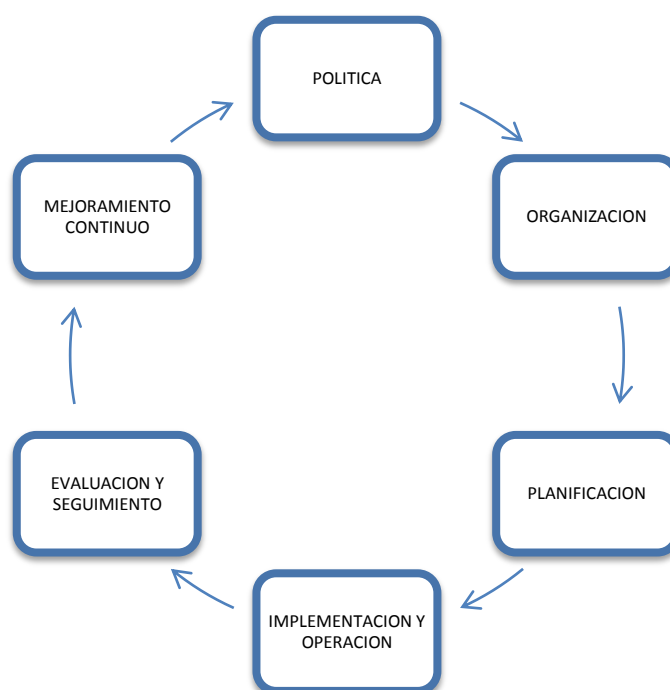 POLITICA
ORGANIZACION
PLANIFICACION
IMPLEMENTACION Y
OPERACION
EVALUACION Y
SEGUIMIENTO
MEJORAMIENTO
CONTINUO